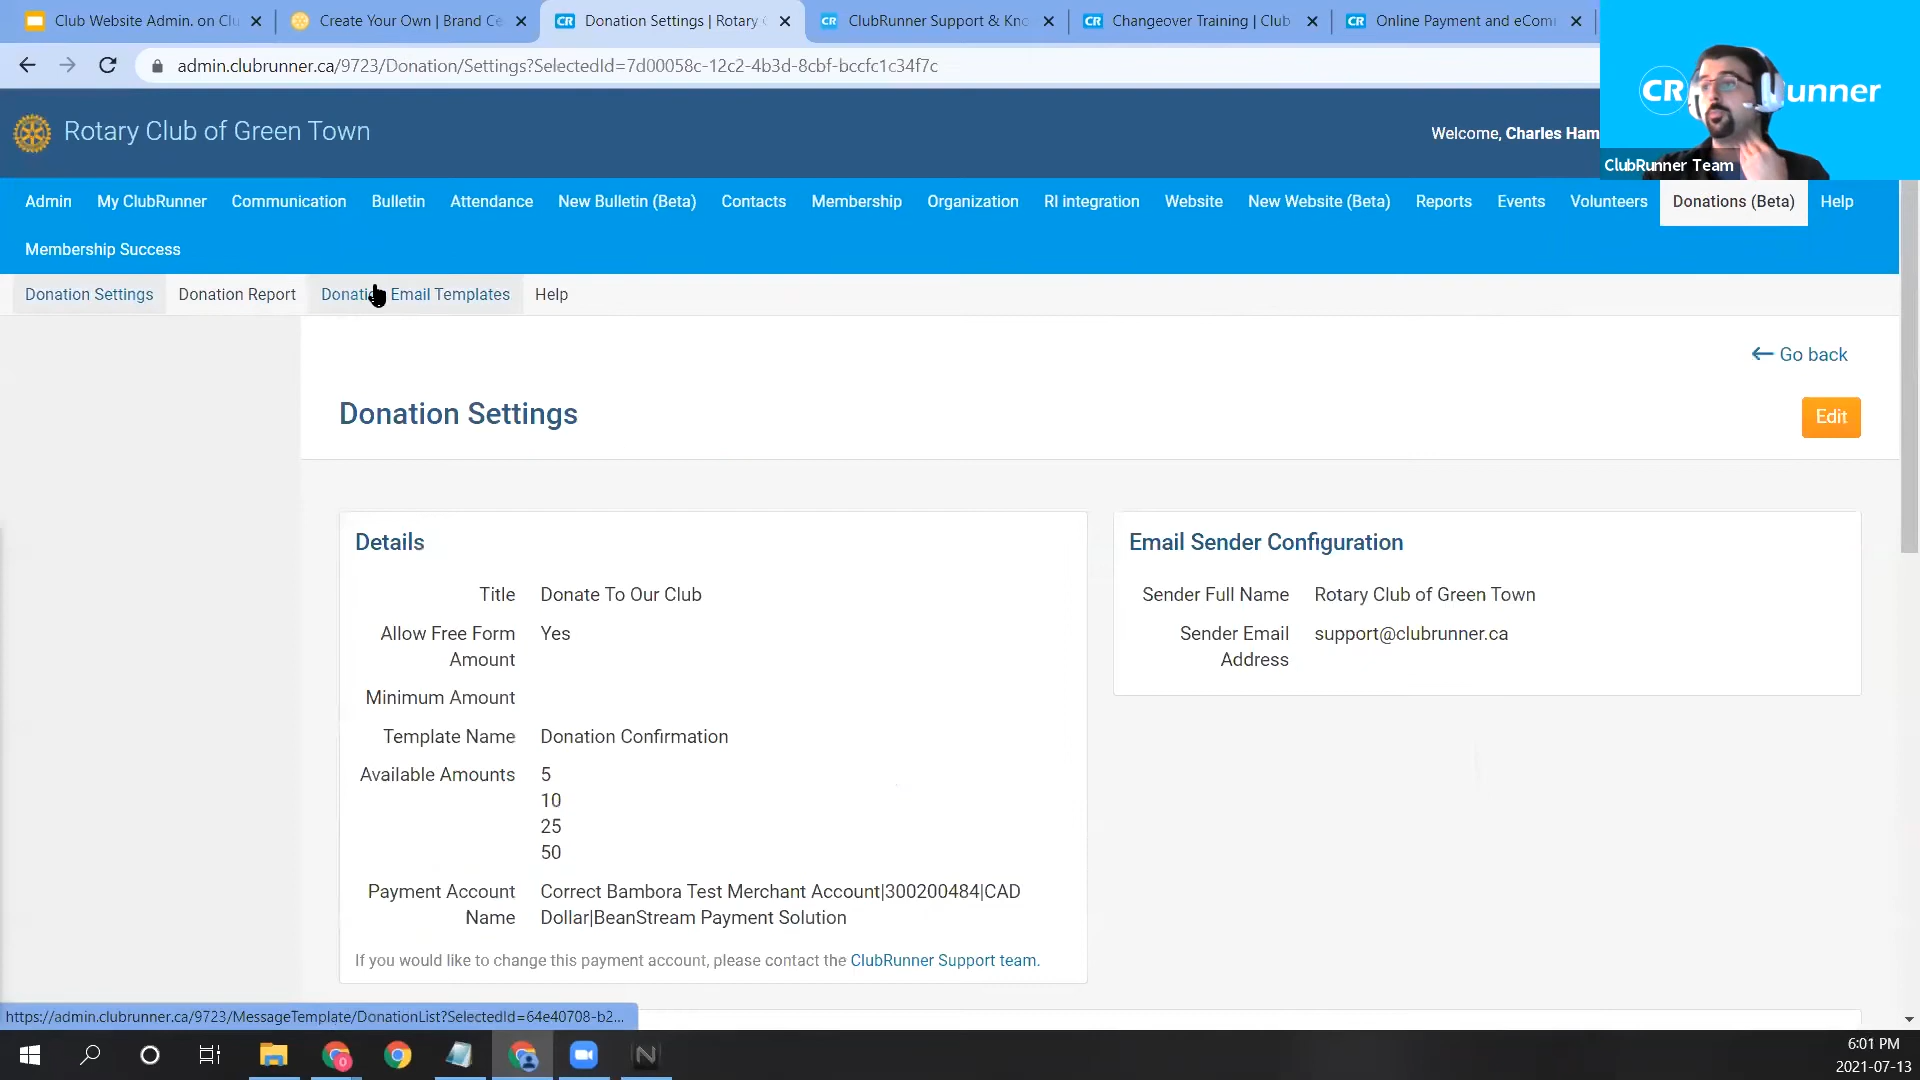 Club Website Admin. on Clu
Create Your Own | Brand Ce
CR Donation Settings | Rotary
CR ClubRunner Support & Kno
CR Changeover Training | Club
CR Online Payment and eCom
admin.clubrunner.ca/9723/Donation/Settings?SelectedId=7d00058c-12c2-4b3d-8cbf-bccfc1c34f7c
Rotary Club of Green Town
Welcome, Charles Ham
CR unner
ClubRunner Team
Admin My ClubRunner Communication Bulletin Attendance New Bulletin (Beta) Contacts Membership Organization RI integration Website New Website (Beta) Reports Events Volunteers Donations (Beta) Help
Membership Success
Donation Settings Donation Report Donati Email Templates Help
Go back
Donation Settings
Edit
Details
Title Donate To Our Club
Allow Free Form Yes
Amount
Minimum Amount
Template Name Donation Confirmation
Available Amounts 5
10
25
50
Payment Account Correct Bambora Test Merchant Account|300200484|CAD
Name Dollar|BeanStream Payment Solution
If you would like to change this payment account, please contact the ClubRunner Support team.
Email Sender Configuration
Sender Full Name Rotary Club of Green Town
Sender Email support@clubrunner.ca
Address
https://admin.clubrunner.ca/9723/MessageTemplate/DonationList?SelectedId=64e40708-b2...
6:01 PM
2021-07-13